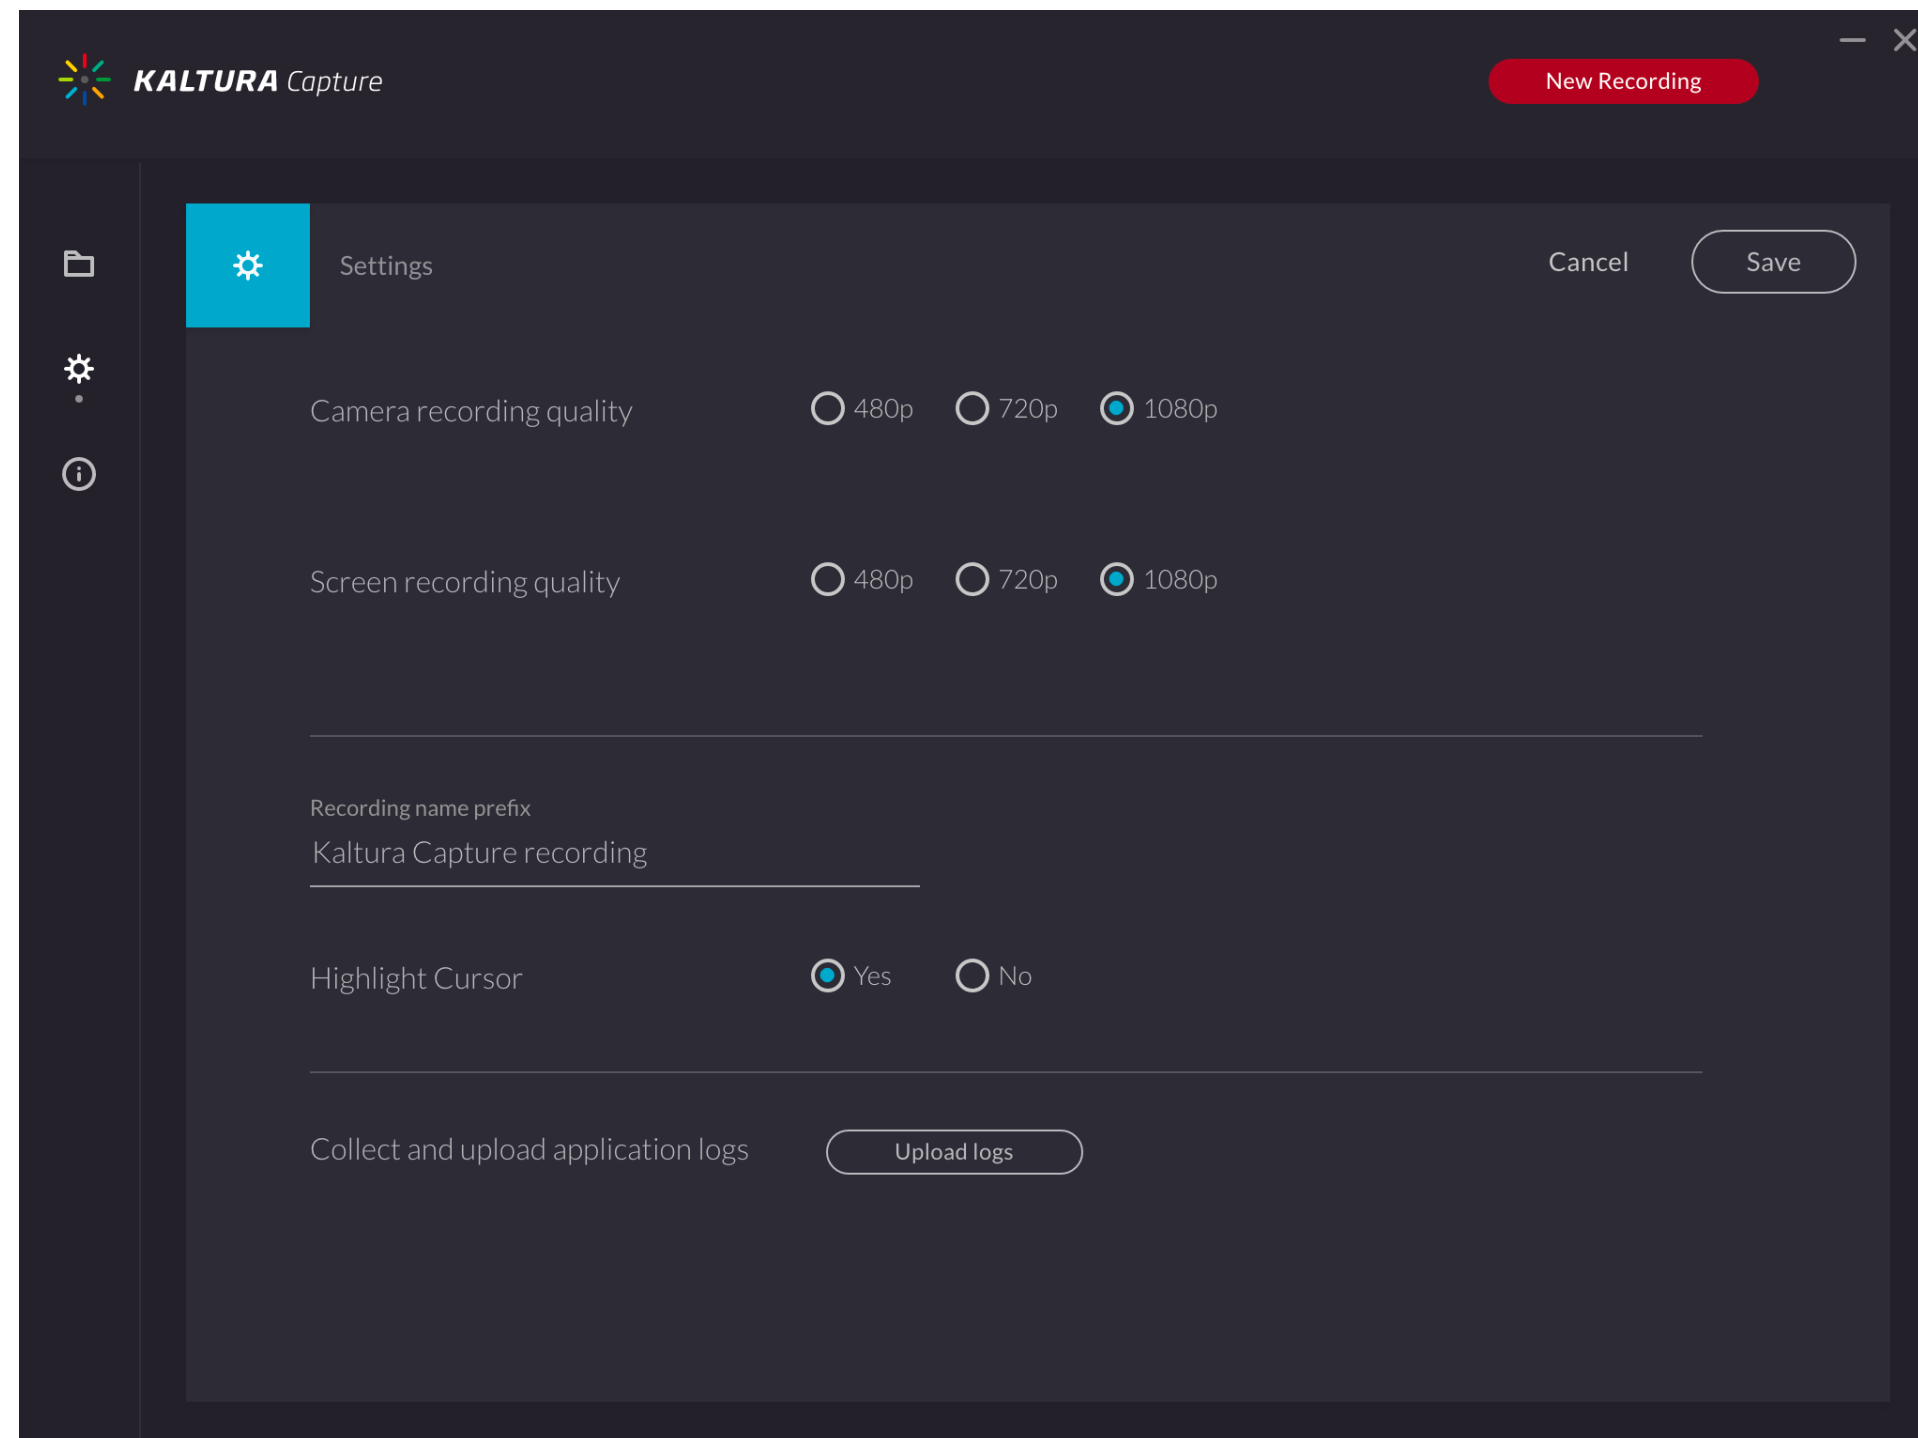 KALTURA Capture
New Recording
Settings
Cancel
Save
Camera recording quality
480p
720p
1080p
Screen recording quality
480p
720p
1080p
Recording name prefix
Kaltura Capture recording
Highlight Cursor
Yes
No
Collect and upload application logs
Upload logs